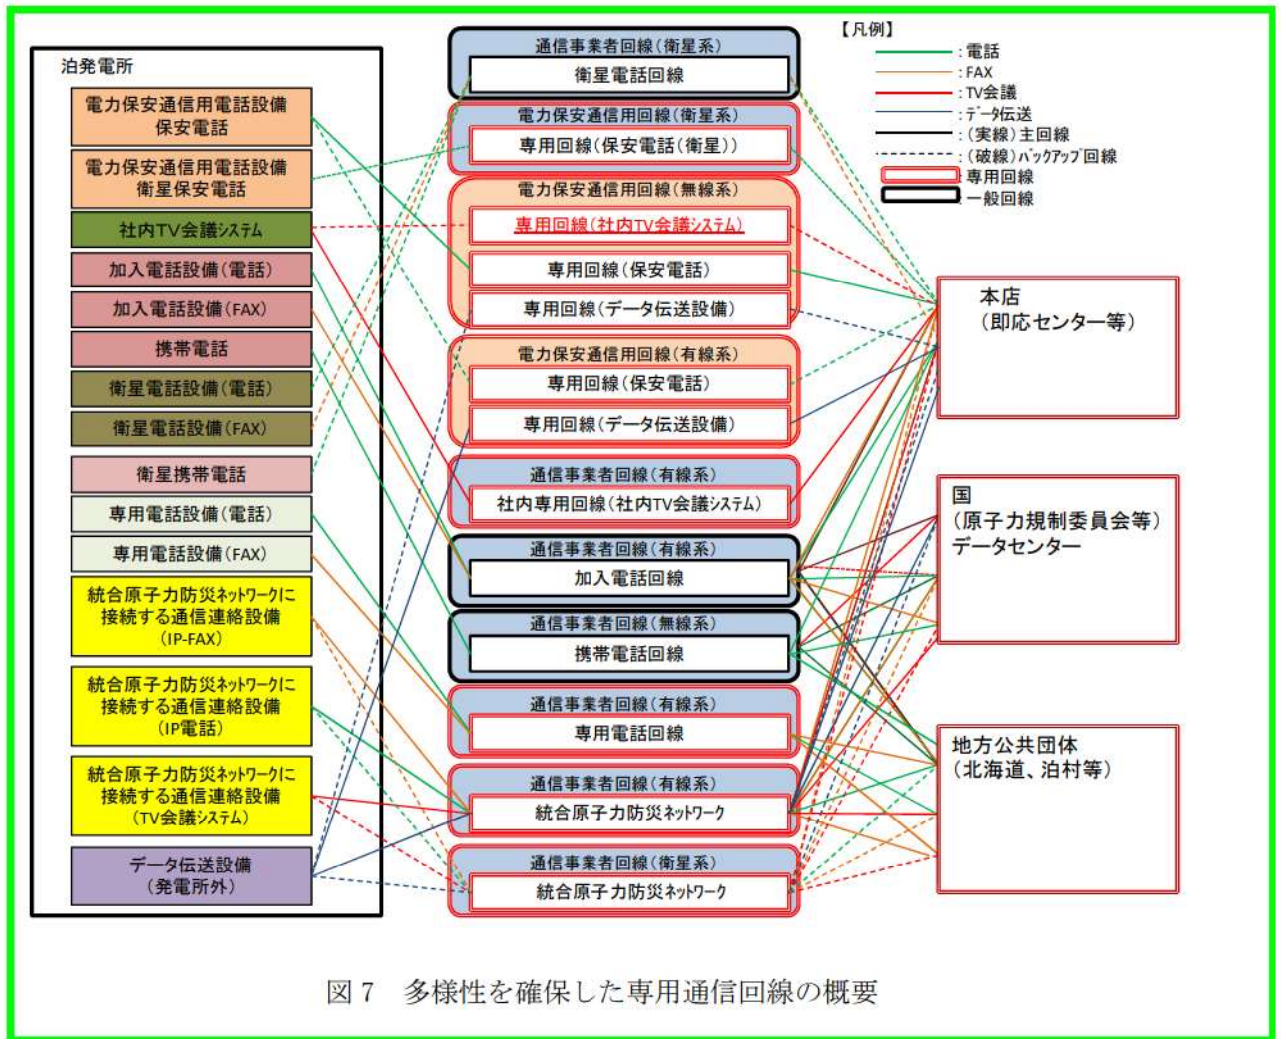 泊発電所
電力保安通信用電話設備
保安電話
電力保安通信用電話設備
衛星保安電話
社内TV会議システム
加入電話設備(電話)
加入電話設備(FAX)
携帯電話
衛星電話設備(電話)
衛星電話設備(FAX)
衛星携帯電話
専用電話設備(電話)
専用電話設備(FAX)
統合原子力防災ネットワークに
接続する通信連絡設備
(IP-FAX)
統合原子力防災ネットワークに
接続する通信連絡設備
(IP電話)
統合原子力防災ネットワークに
接続する通信連絡設備
(TV会議システム)
データ伝送設備
(発電所外)
通信事業者回線(衛星系)
衛星電話回線
電力保安通信用回線(衛星系)
専用回線(保安電話(衛星))
電力保安通信用回線(無線系)
専用回線(社内TV会議システム)
専用回線(保安電話)
専用回線(データ伝送設備)
電力保安通信用回線(有線系)
専用回線(保安電話)
専用回線(データ伝送設備)
通信事業者回線(有線系)
社内専用回線(社内TV会議システム)
通信事業者回線(有線系)
加入電話回線
通信事業者回線(無線系)
携帯電話回線
通信事業者回線(有線系)
専用電話回線
通信事業者回線(有線系)
統合原子力防災ネットワーク
通信事業者回線(衛星系)
統合原子力防災ネットワーク
【凡例】
:電話
:FAX
:TV会議
:データ伝送
:(実線)主回線
:(破線)バックアップ回線
:専用回線
:一般回線
本店
(即応センター等)
国
(原子力規制委員会等)
データセンター
地方公共団体
(北海道、泊村等)
図7 多様性を確保した専用通信回線の概要